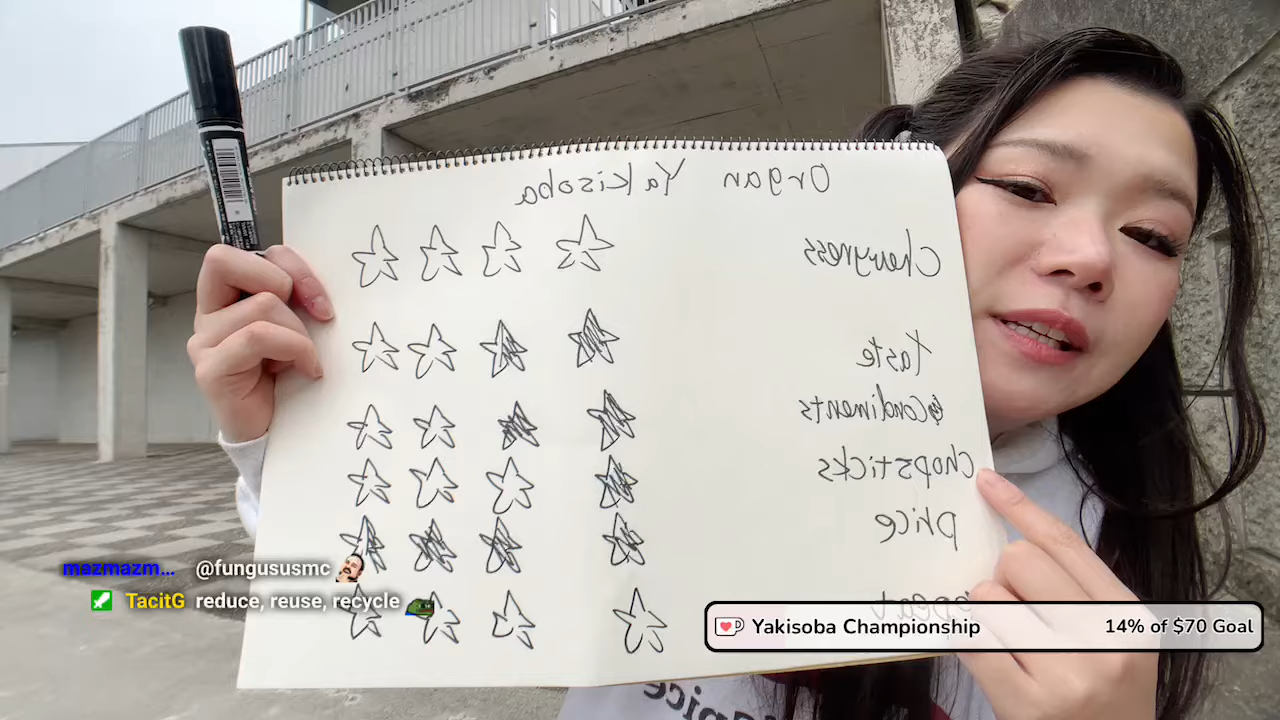 Organ Yakisoba
Chewyness
taste
Condiments
Chopsticks
price
mazmazm... @fungususmc
TacitG reduce, reuse, recycle
Yakisoba Championship 14% of $70 Goal